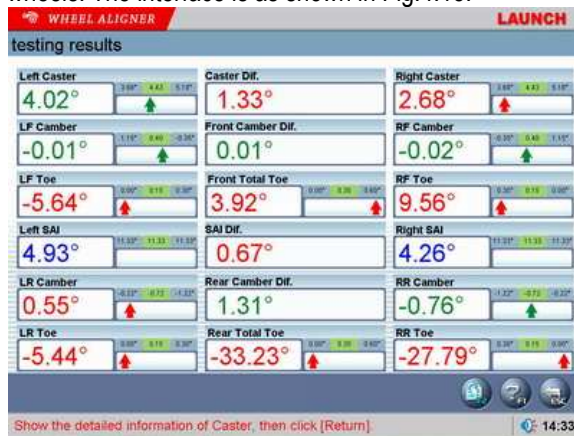 WHEEL ALIGNER LAUNCH
testing results
Left Caster Caster Dif. Right Caster
4.02° 1.33° 2.68°
LF Camber Front Camber Dif. RF Camber
-0.01° 0.01° -0.02°
LF Toe Front Total Toe RF Toe
-5.64° 3.92° 9.56°
Left SAI SAI Dif. Right SAI
4.93° 0.67° 4.26°
LR Camber Rear Camber Dif. RR Camber
0.55° 1.31° -0.76°
LR Toe Rear Total Toe RR Toe
-5.44° -33.23° -27.79°
Show the detailed information of Caster, then click [Return]. 14:33